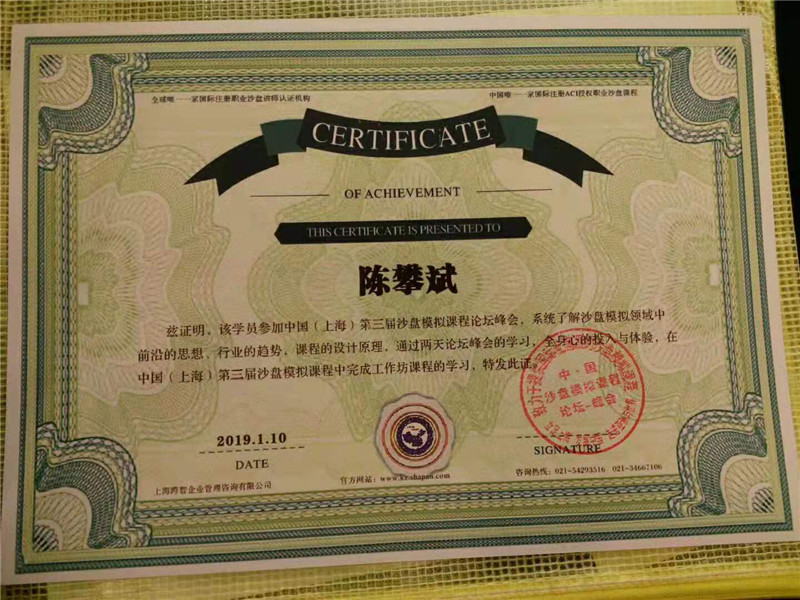 全球唯一一家国际注册职业沙盘讲师认证机构
中国唯一一家国际注册ACI授权职业沙盘课程
CERTIFICATE
OF ACHIEVEMENT
THIS CERTIFICATE IS PRESENTED TO
陈攀斌
兹证明，该学员参加中国（上海）第三届沙盘模拟课程论坛峰会，系统了解沙盘模拟领域中
前沿的思想，行业的趋势，课程的设计原理，通过两天论坛峰会的学习，全身心的投入与体验，在
中国（上海）第三届沙盘模拟课程中完成工作坊课程的学习，特发此证。
中·国
沙盘模拟课程
论坛·峰会
2019.1.10
DATE
SIGNATURE
上海跨智企业管理咨询有限公司
官方网站：www.kzshapan.com
咨询热线：021-54293516 021-34667106